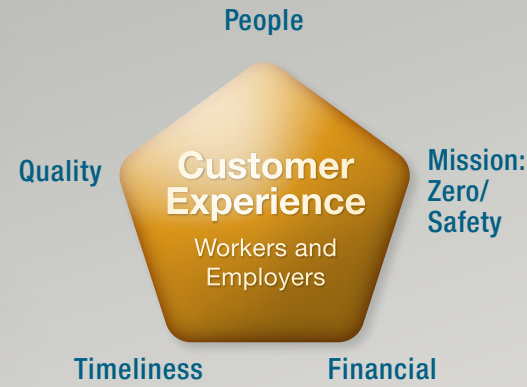 People
Quality
Customer
Experience
Workers and
Employers
Mission:
Zero/
Safety
Timeliness
Financial